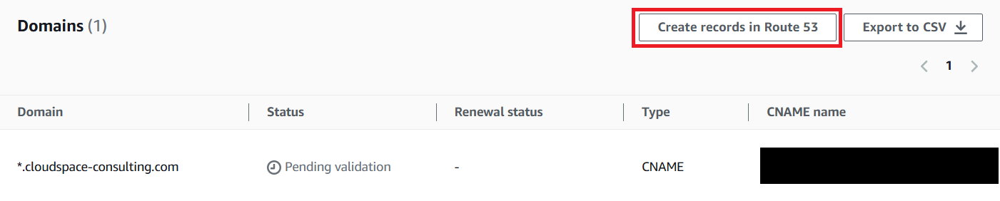 Domains (1)
Create records in Route 53
Export to CSV
1
Domain Status Renewal status Type CNAME name
*.cloudspace-consulting.com Pending validation - CNAME